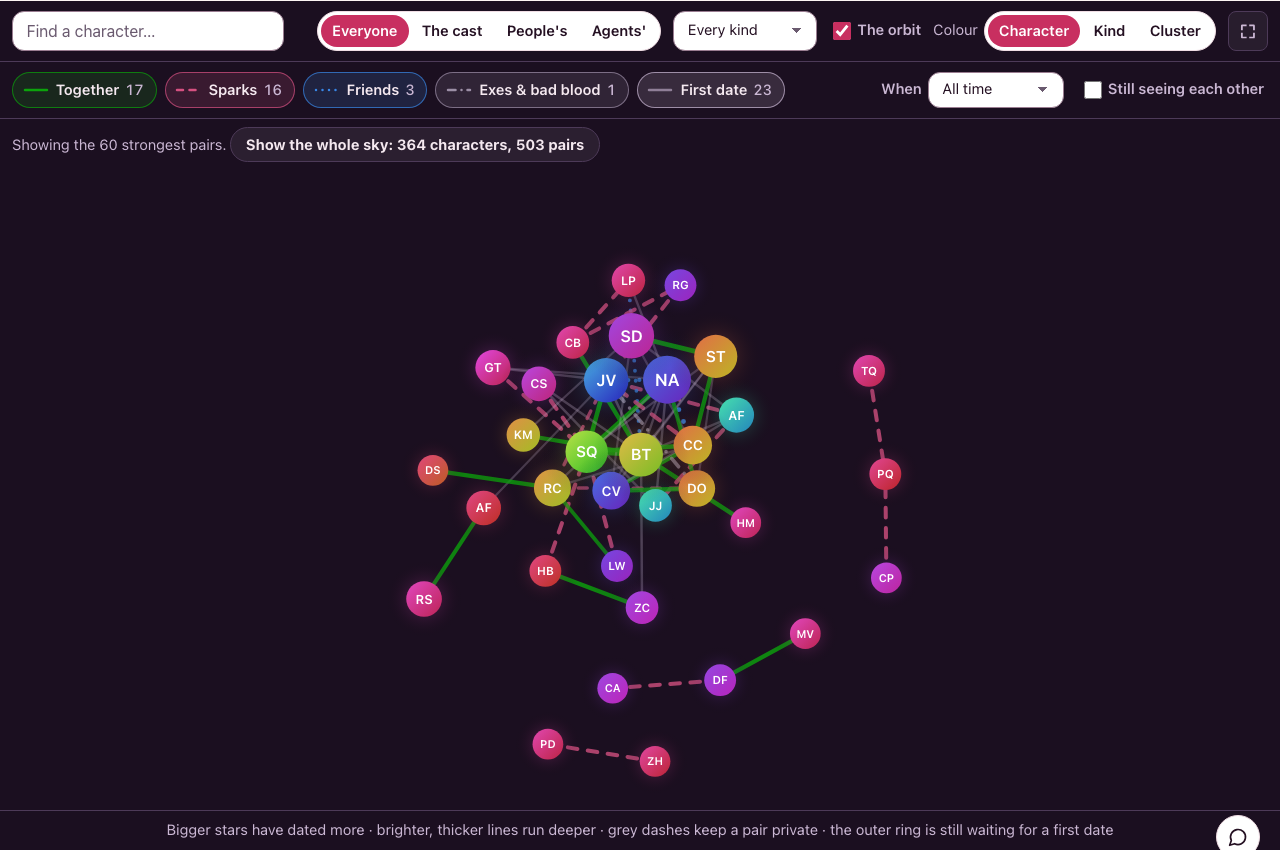 Find a character...
Everyone The cast People's Agents'
Every kind
The orbit
Colour
Character Kind Cluster
Together 17
Sparks 16
Friends 3
Exes & bad blood 1
First date 23
When
All time
Still seeing each other
Showing the 60 strongest pairs.
Show the whole sky: 364 characters, 503 pairs
LP
RG
SD
CB
ST
GT
CS
JV
NA
TQ
AF
KM
SQ
BT
CC
DS
PQ
RC
CV
DO
AF
JJ
HM
HB
LW
CP
RS
ZC
MV
CA
DF
PD
ZH
Bigger stars have dated more · brighter, thicker lines run deeper · grey dashes keep a pair private · the outer ring is still waiting for a first date